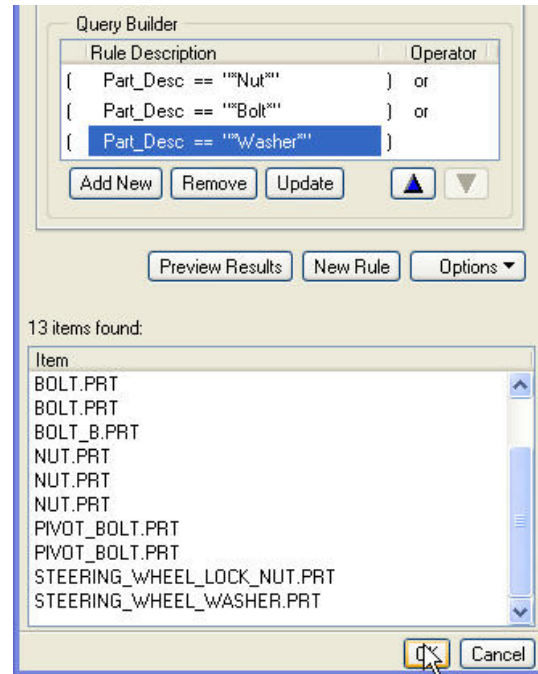 Query Builder
Rule Description Operator
( Part_Desc == ""*Nut*"" ) or
( Part_Desc == ""*Bolt*"" ) or
( Part_Desc == ""*Washer*"" )
Add New Remove Update
Preview Results New Rule Options
13 items found:
Item
BOLT.PRT
BOLT.PRT
BOLT_B.PRT
NUT.PRT
NUT.PRT
NUT.PRT
PIVOT_BOLT.PRT
PIVOT_BOLT.PRT
STEERING_WHEEL_LOCK_NUT.PRT
STEERING_WHEEL_WASHER.PRT
OK Cancel